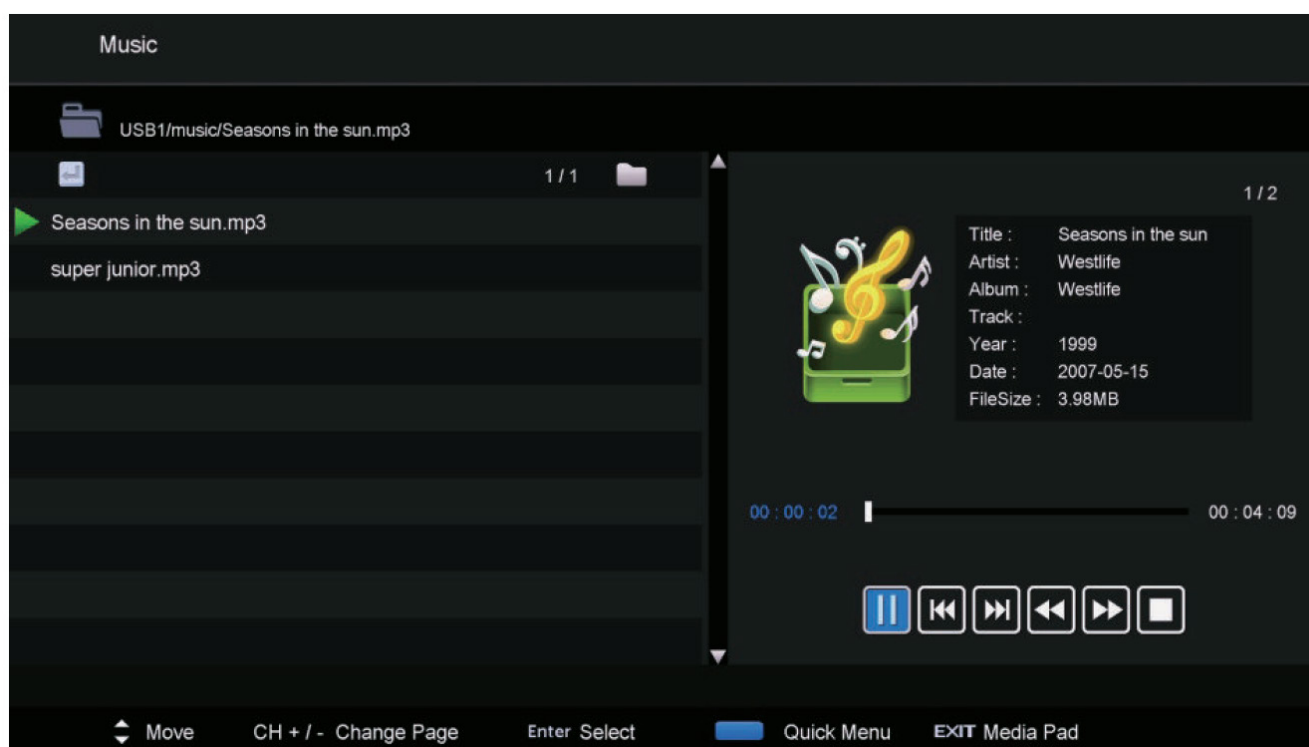 Music
USB1/music/Seasons in the sun.mp3
1 / 1
1 / 2
Seasons in the sun.mp3
super junior.mp3
Title : Seasons in the sun
Artist : Westlife
Album : Westlife
Track :
Year : 1999
Date : 2007-05-15
FileSize : 3.98MB
00 : 00 : 02 00 : 04 : 09
Move CH + / - Change Page Enter Select Quick Menu EXIT Media Pad